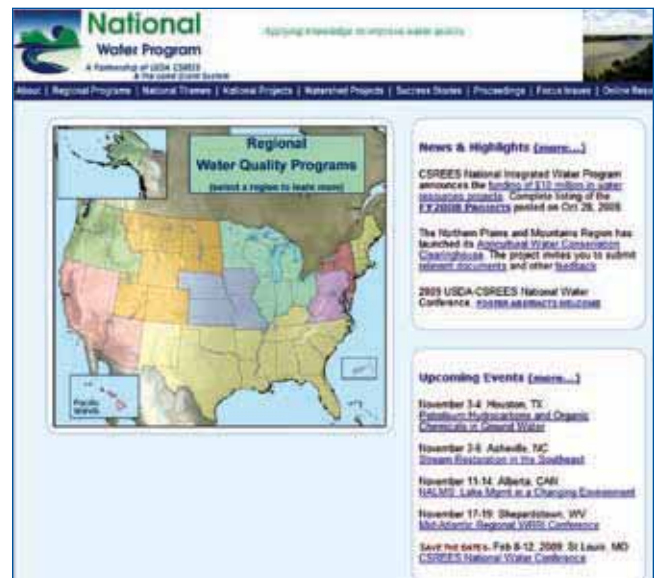 National
Water Program
A Partnership of USDA CSREES
& the Land Grant System
Applying knowledge to improve water quality
About | Regional Programs | National Themes | National Projects | Watershed Projects | Success Stories | Proceedings | Focus Issues | Online Reso
Regional
Water Quality Programs
(select a region to learn more)
Pacific
Islands
News & Highlights (more...)
CSREES National Integrated Water Program
announces the funding of $10 million in water
resources projects. Complete listing of the
FY2008 Projects posted on Oct 28, 2008.
The Northern Plains and Mountains Region has
launched its Agricultural Water Conservation
Clearinghouse. The project invites you to submit
relevant documents and other feedback
2009 USDA-CSREES National Water
Conference. POSTER ABSTRACTS WELCOME
Upcoming Events (more...)
November 3-4: Houston, TX
Petroleum Hydrocarbons and Organic
Chemicals in Ground Water
November 3-6: Asheville, NC
Stream Restoration in the Southeast
November 11-14: Alberta, CAN
NALMS: Lake Mgmt in a Changing Environment
November 17-19: Shepardstown, WV
Mid-Atlantic Regional WRRI Conference
SAVE THE DATES- Feb 8-12, 2009: St Louis, MO
CSREES National Water Conference